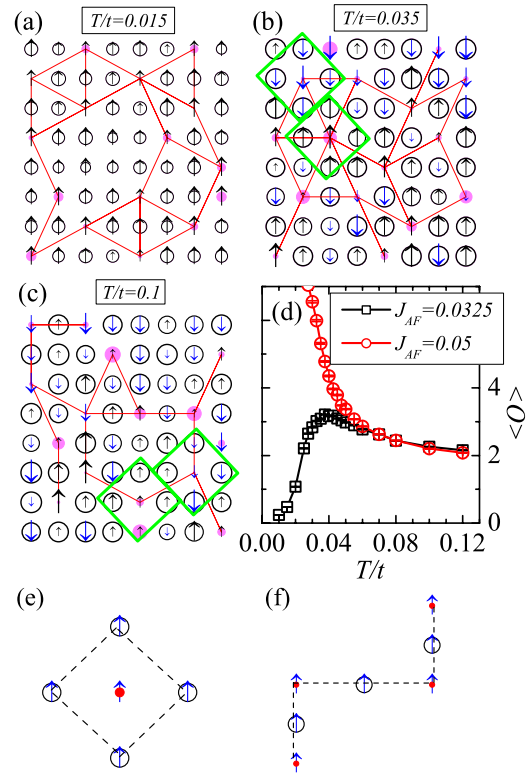 (a)
T/t=0.015
(b)
T/t=0.035
(c)
T/t=0.1
(d)
J_AF=0.0325
J_AF=0.05
4
2
0
<O>
0.00
0.04
0.08
0.12
T/t
(e)
(f)